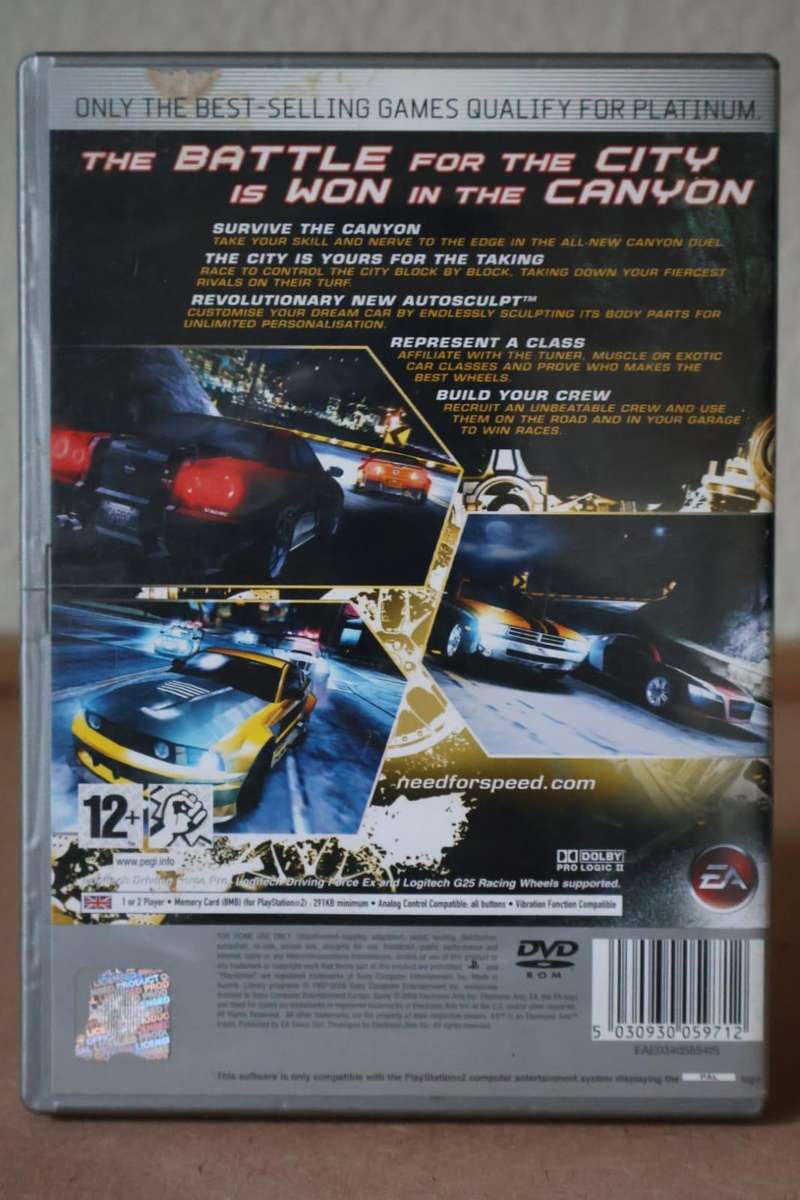 ONLY THE BEST-SELLING GAMES QUALIFY FOR PLATINUM.
THE BATTLE FOR THE CITY
IS WON IN THE CANYON
SURVIVE THE CANYON
TAKE YOUR SKILL AND NERVE TO THE EDGE IN THE ALL-NEW CANYON DUEL.
THE CITY IS YOURS FOR THE TAKING
RACE TO CONTROL THE CITY BLOCK BY BLOCK, TAKING DOWN YOUR FIERCEST
RIVALS ON THEIR TURF.
REVOLUTIONARY NEW AUTOSCULPT™
CUSTOMISE YOUR DREAM CAR BY ENDLESSLY SCULPTING ITS BODY PARTS FOR
UNLIMITED PERSONALISATION.
REPRESENT A CLASS
AFFILIATE WITH THE TUNER, MUSCLE OR EXOTIC
CAR CLASSES AND PROVE WHO MAKES THE
BEST WHEELS.
BUILD YOUR CREW
RECRUIT AN UNBEATABLE CREW AND USE
THEM ON THE ROAD AND IN YOUR GARAGE
TO WIN RACES.
needforspeed.com
12+
www.pegi.info
DOLBY
PRO LOGIC II
EA
Logitech Driving Force Pro, Logitech Driving Force Ex and Logitech G25 Racing Wheels supported.
1 or 2 Player • Memory Card (8MB) (for PlayStation®2) - 291KB minimum • Analog Control Compatible: all buttons • Vibration Function Compatible
FOR HOME USE ONLY
DVD
ROM
5 030930 059712
This software is only compatible with the PlayStation®2 computer entertainment system displaying the PAL logo.